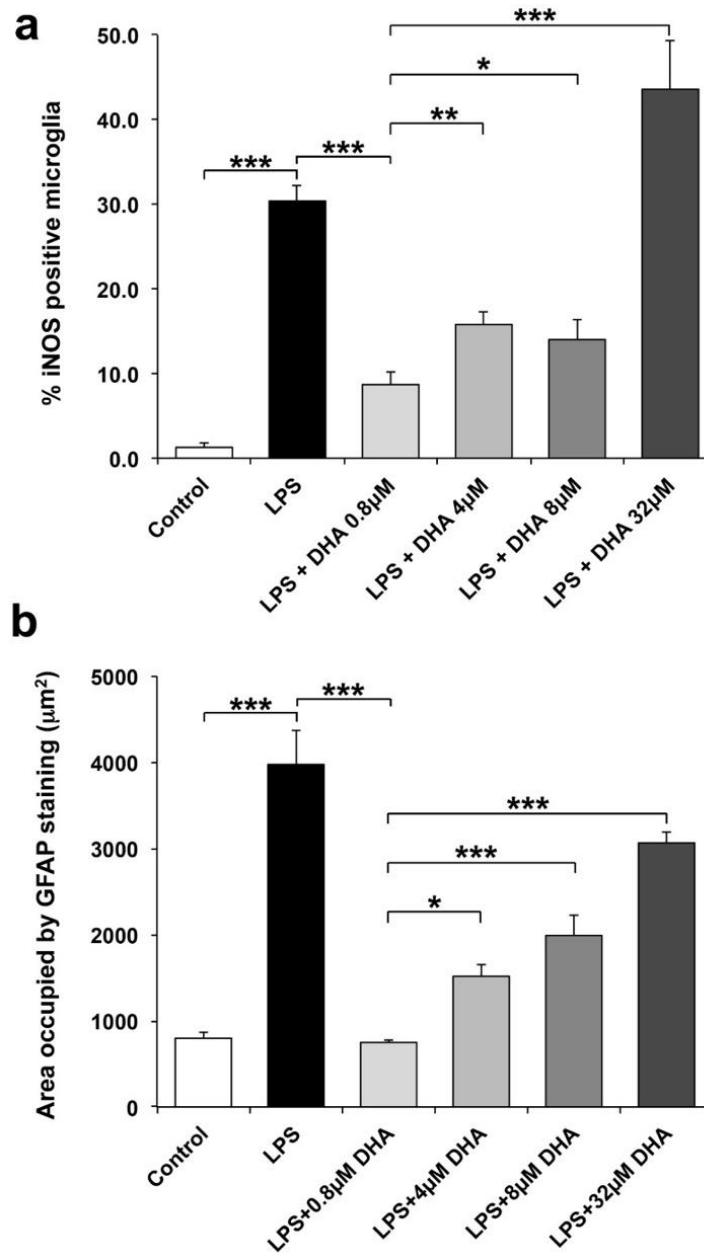 a
% iNOS positive microglia
50.0
40.0
30.0
20.0
10.0
0.0
***
***
**
*
***
Control
LPS
LPS + DHA 0.8µM
LPS + DHA 4µM
LPS + DHA 8µM
LPS + DHA 32µM
b
Area occupied by GFAP staining (µm²)
5000
4000
3000
2000
1000
0
***
***
*
***
***
Control
LPS
LPS+0.8µM DHA
LPS+4µM DHA
LPS+8µM DHA
LPS+32µM DHA